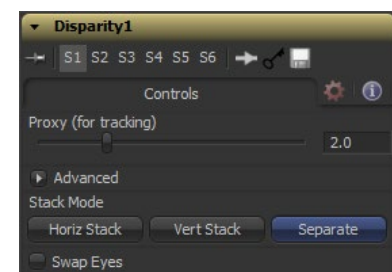 Disparity1
S1 S2 S3 S4 S5 S6
Controls
Proxy (for tracking)
2.0
Advanced
Stack Mode
Horiz Stack Vert Stack Separate
Swap Eyes